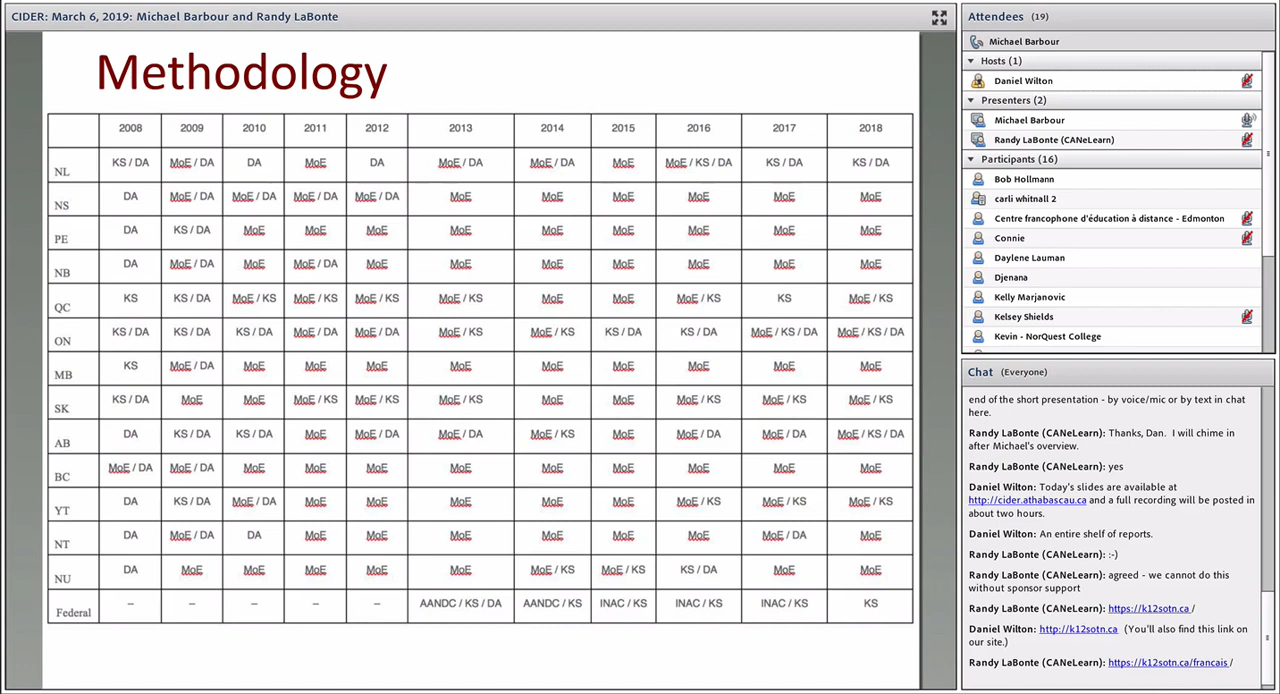 CIDER: March 6, 2019: Michael Barbour and Randy LaBonte
Methodology
2008 2009 2010 2011 2012 2013 2014 2015 2016 2017 2018
NL KS / DA MoE / DA DA MoE DA MoE / DA MoE / DA MoE MoE / KS / DA KS / DA KS / DA
NS DA MoE / DA MoE / DA MoE / DA MoE / DA MoE MoE MoE MoE MoE MoE
PE DA KS / DA MoE MoE MoE MoE MoE MoE MoE MoE MoE
NB DA MoE / DA MoE MoE / DA MoE MoE MoE MoE MoE MoE MoE
QC KS KS / DA MoE / KS MoE / KS MoE / KS MoE / KS MoE MoE MoE / KS KS MoE / KS
ON KS / DA KS / DA KS / DA MoE / DA MoE / DA MoE / KS MoE / KS KS / DA KS / DA MoE / KS / DA MoE / KS / DA
MB KS MoE / DA MoE MoE MoE MoE MoE MoE MoE MoE MoE
SK KS / DA MoE MoE MoE / KS MoE / KS MoE MoE MoE MoE / KS MoE / KS MoE / KS
AB DA KS / DA KS / DA MoE MoE / DA MoE / DA MoE / KS MoE MoE / DA MoE / DA MoE / KS / DA
BC MoE / DA MoE / DA MoE MoE MoE MoE MoE MoE MoE MoE MoE
YT DA KS / DA MoE / DA MoE MoE MoE MoE MoE MoE / KS MoE / KS MoE / KS
NT DA MoE / DA DA MoE MoE MoE MoE MoE MoE MoE / DA MoE
NU DA MoE MoE MoE MoE MoE MoE / KS MoE / KS KS / DA MoE MoE
Federal – – – – – AANDC / KS / DA AANDC / KS INAC / KS INAC / KS INAC / KS KS
Attendees (19)
Michael Barbour
Hosts (1)
Daniel Wilton
Presenters (2)
Michael Barbour
Randy LaBonte (CANeLearn)
Participants (16)
Bob Hollmann
carli whitnall 2
Centre francophone d'éducation à distance - Edmonton
Connie
Daylene Lauman
Djenana
Kelly Marjanovic
Kelsey Shields
Kevin - NorQuest College
Chat (Everyone)
end of the short presentation - by voice/mic or by text in chat
here.
Randy LaBonte (CANeLearn): Thanks, Dan. I will chime in
after Michael's overview.
Randy LaBonte (CANeLearn): yes
Daniel Wilton: Today's slides are available at
http://cider.athabascau.ca and a full recording will be posted in
about two hours.
Daniel Wilton: An entire shelf of reports.
Randy LaBonte (CANeLearn): :-)
Randy LaBonte (CANeLearn): agreed - we cannot do this
without sponsor support
Randy LaBonte (CANeLearn): https://k12sotn.ca /
Daniel Wilton: http://k12sotn.ca (You'll also find this link on
our site.)
Randy LaBonte (CANeLearn): https://k12sotn.ca/francais /